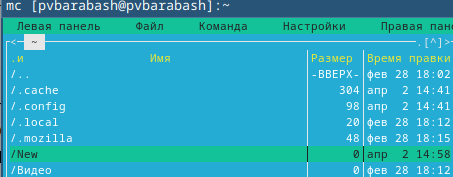 mc [pvbarabash@pvbarabash]:~
Левая панель Файл Команда Настройки Правая пан
<─ ~ .[^]>
.и Имя Размер Время правки
/.. -ВВЕРХ- фев 28 18:02
/.cache 304 апр 2 14:41
/.config 98 апр 2 14:41
/.local 20 фев 28 18:12
/.mozilla 48 фев 28 18:15
/New 0 апр 2 14:58
/Видео 0 фев 28 18:12